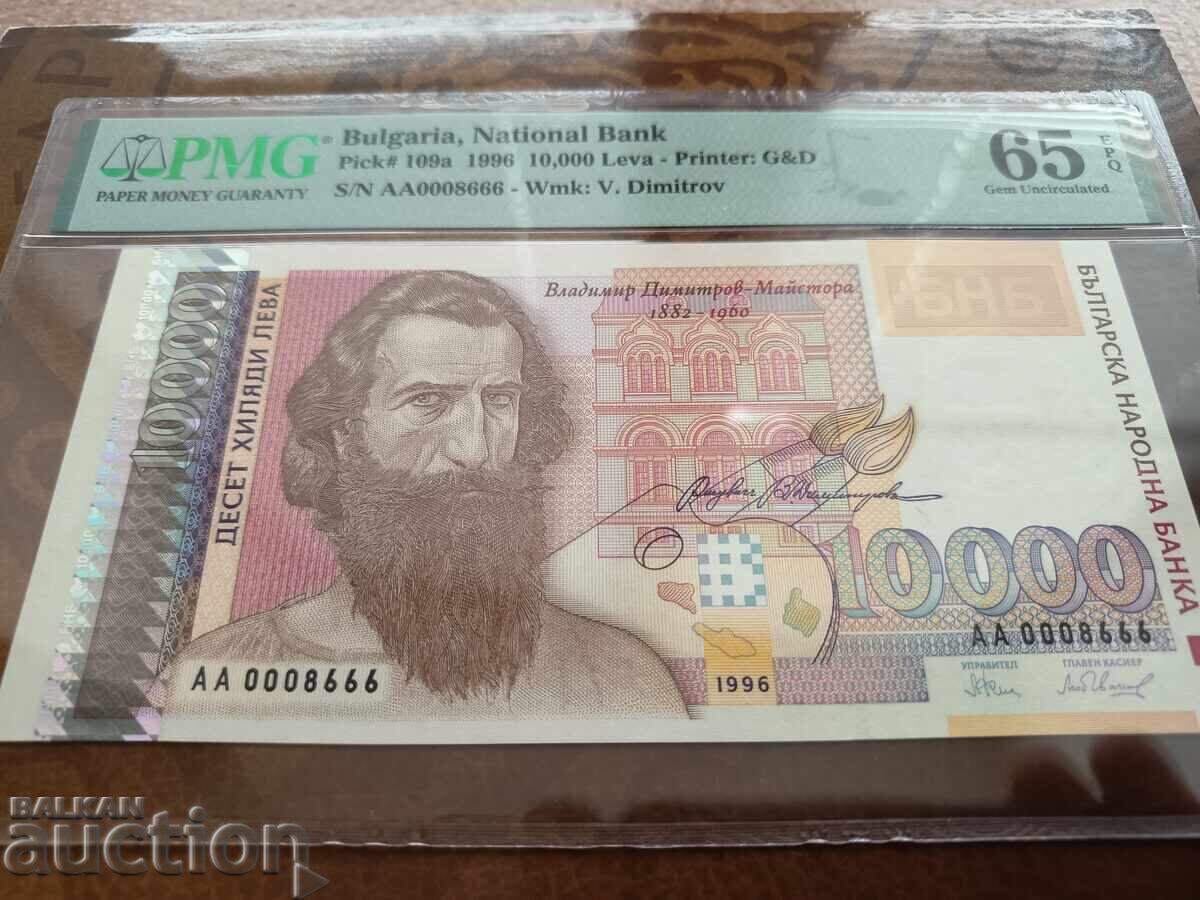 PMG
PAPER MONEY GUARANTY
Bulgaria, National Bank
Pick# 109a 1996 10,000 Leva - Printer: G&D
S/N AA0008666 - Wmk: V. Dimitrov
65 EPQ
Gem Uncirculated
10000
ДЕСЕТ ХИЛЯДИ ЛЕВА
Владимир Димитров-Майстора
1882-1960
БНБ
БЪЛГАРСКА НАРОДНА БАНКА
10000
АА 0008666
УПРАВИТЕЛ
ГЛАВЕН КАСИЕР
АА 0008666
1996
BALKAN
auction